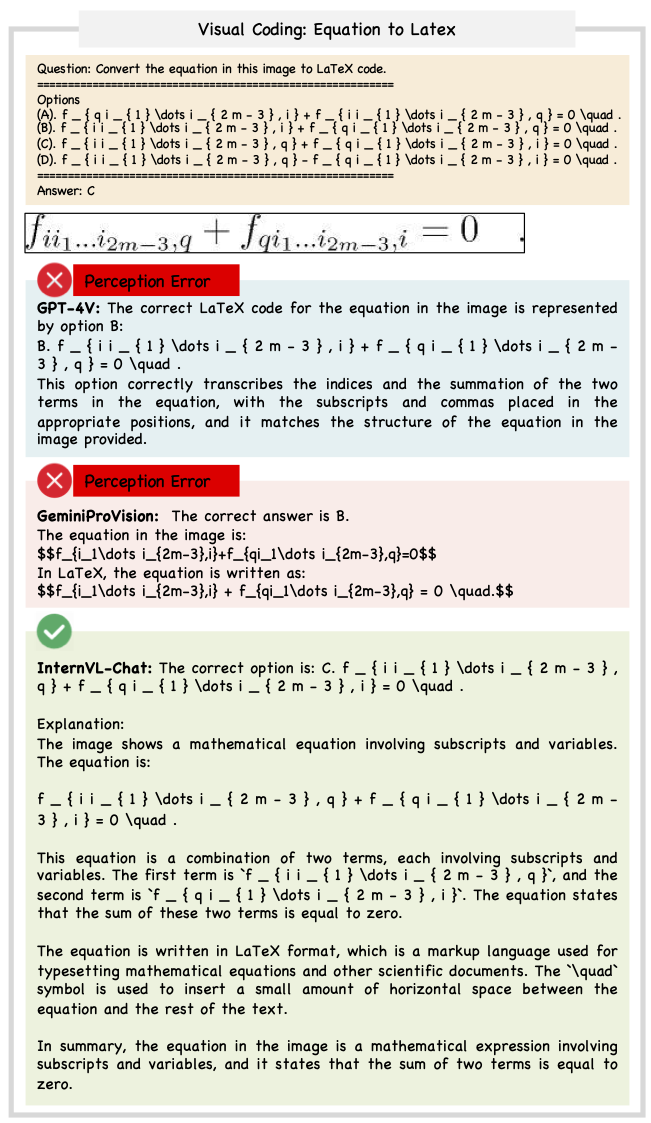 Visual Coding: Equation to Latex
Question: Convert the equation in this image to LaTeX code.
==========================================================
Options
(A). f _ { q i _ { 1 } \dots i _ { 2 m - 3 } , i } + f _ { i i _ { 1 } \dots i _ { 2 m - 3 } , q } = 0 \quad .
(B). f _ { i i _ { 1 } \dots i _ { 2 m - 3 } , i } + f _ { q i _ { 1 } \dots i _ { 2 m - 3 } , q } = 0 \quad .
(C). f _ { i i _ { 1 } \dots i _ { 2 m - 3 } , q } + f _ { q i _ { 1 } \dots i _ { 2 m - 3 } , i } = 0 \quad .
(D). f _ { i i _ { 1 } \dots i _ { 2 m - 3 } , q } - f _ { q i _ { 1 } \dots i _ { 2 m - 3 } , i } = 0 \quad .
==========================================================
Answer: C
f_{ii_1...i_{2m-3},q} + f_{qi_1...i_{2m-3},i} = 0 .
Perception Error
GPT-4V: The correct LaTeX code for the equation in the image is represented
by option B:
B. f _ { i i _ { 1 } \dots i _ { 2 m - 3 } , i } + f _ { q i _ { 1 } \dots i _ { 2 m -
3 } , q } = 0 \quad .
This option correctly transcribes the indices and the summation of the two
terms in the equation, with the subscripts and commas placed in the
appropriate positions, and it matches the structure of the equation in the
image provided.
Perception Error
GeminiProVision: The correct answer is B.
The equation in the image is:
$$f_{i_1\dots i_{2m-3},i}+f_{qi_1\dots i_{2m-3},q}=0$$
In LaTeX, the equation is written as:
$$f_{i_1\dots i_{2m-3},i} + f_{qi_1\dots i_{2m-3},q} = 0 \quad.$$
InternVL-Chat: The correct option is: C. f _ { i i _ { 1 } \dots i _ { 2 m - 3 } ,
q } + f _ { q i _ { 1 } \dots i _ { 2 m - 3 } , i } = 0 \quad .
Explanation:
The image shows a mathematical equation involving subscripts and variables.
The equation is:
f _ { i i _ { 1 } \dots i _ { 2 m - 3 } , q } + f _ { q i _ { 1 } \dots i _ { 2 m -
3 } , i } = 0 \quad .
This equation is a combination of two terms, each involving subscripts and
variables. The first term is `f _ { i i _ { 1 } \dots i _ { 2 m - 3 } , q }`, and the
second term is `f _ { q i _ { 1 } \dots i _ { 2 m - 3 } , i }`. The equation states
that the sum of these two terms is equal to zero.
The equation is written in LaTeX format, which is a markup language used for
typesetting mathematical equations and other scientific documents. The `\quad`
symbol is used to insert a small amount of horizontal space between the
equation and the rest of the text.
In summary, the equation in the image is a mathematical expression involving
subscripts and variables, and it states that the sum of two terms is equal to
zero.